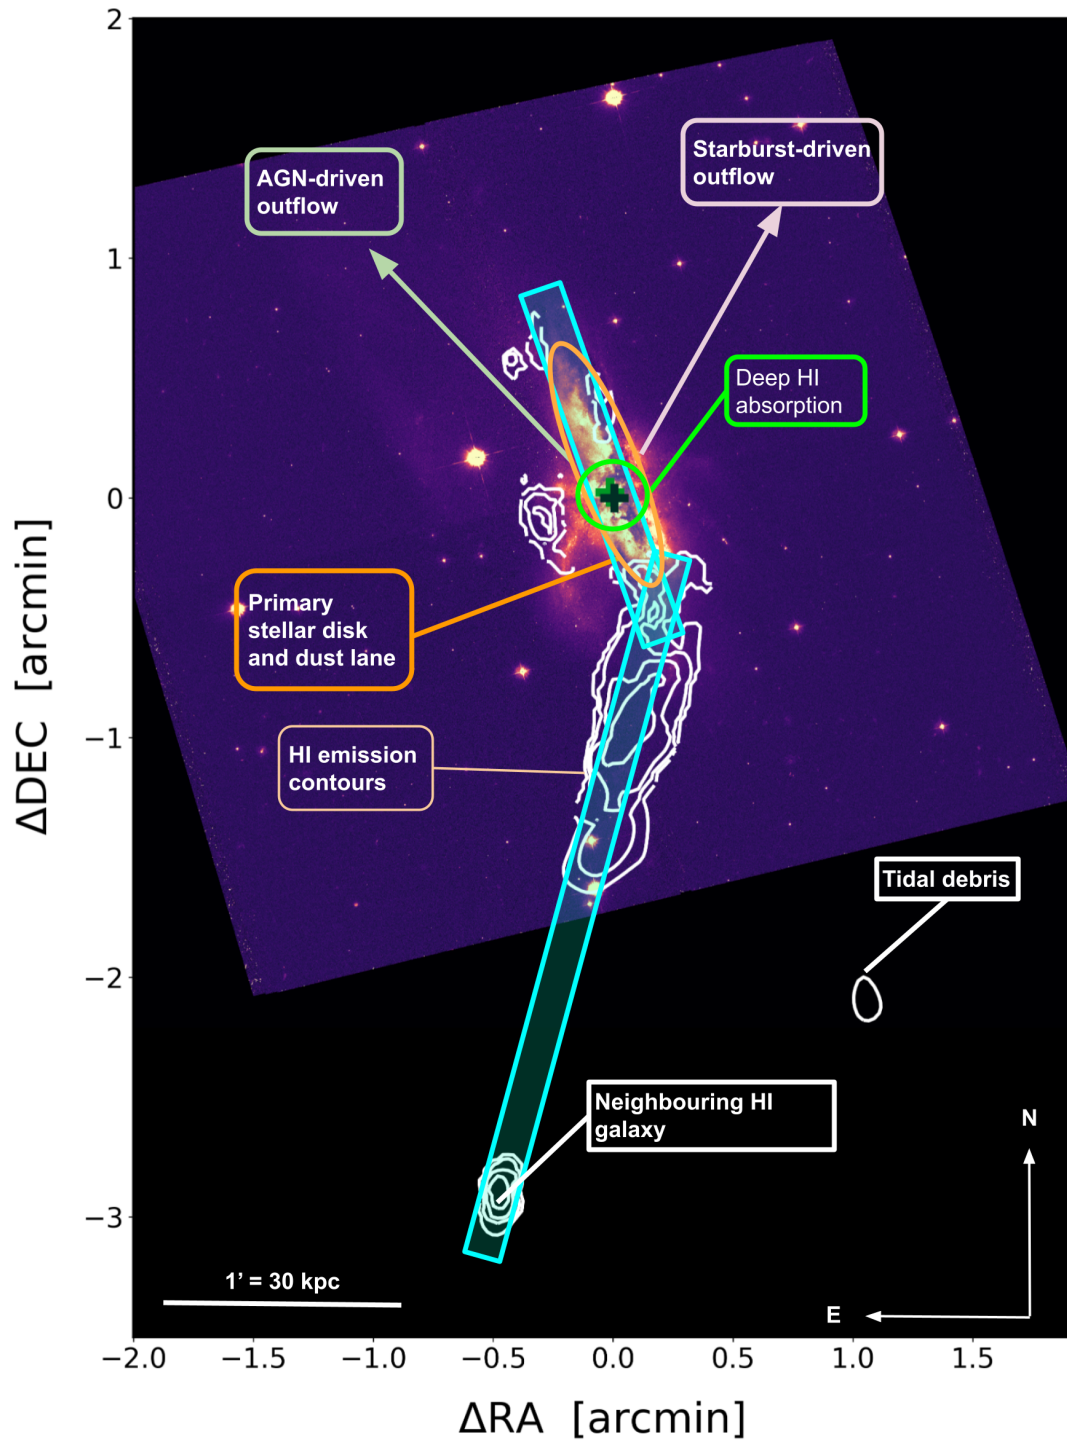 2
1
0
−1
−2
−3
ΔDEC [arcmin]
AGN-driven
outflow
Starburst-driven
outflow
Deep HI
absorption
Primary
stellar disk
and dust lane
HI emission
contours
Tidal debris
Neighbouring HI
galaxy
N
E
1’ = 30 kpc
−2.0 −1.5 −1.0 −0.5 0.0 0.5 1.0 1.5
ΔRA [arcmin]